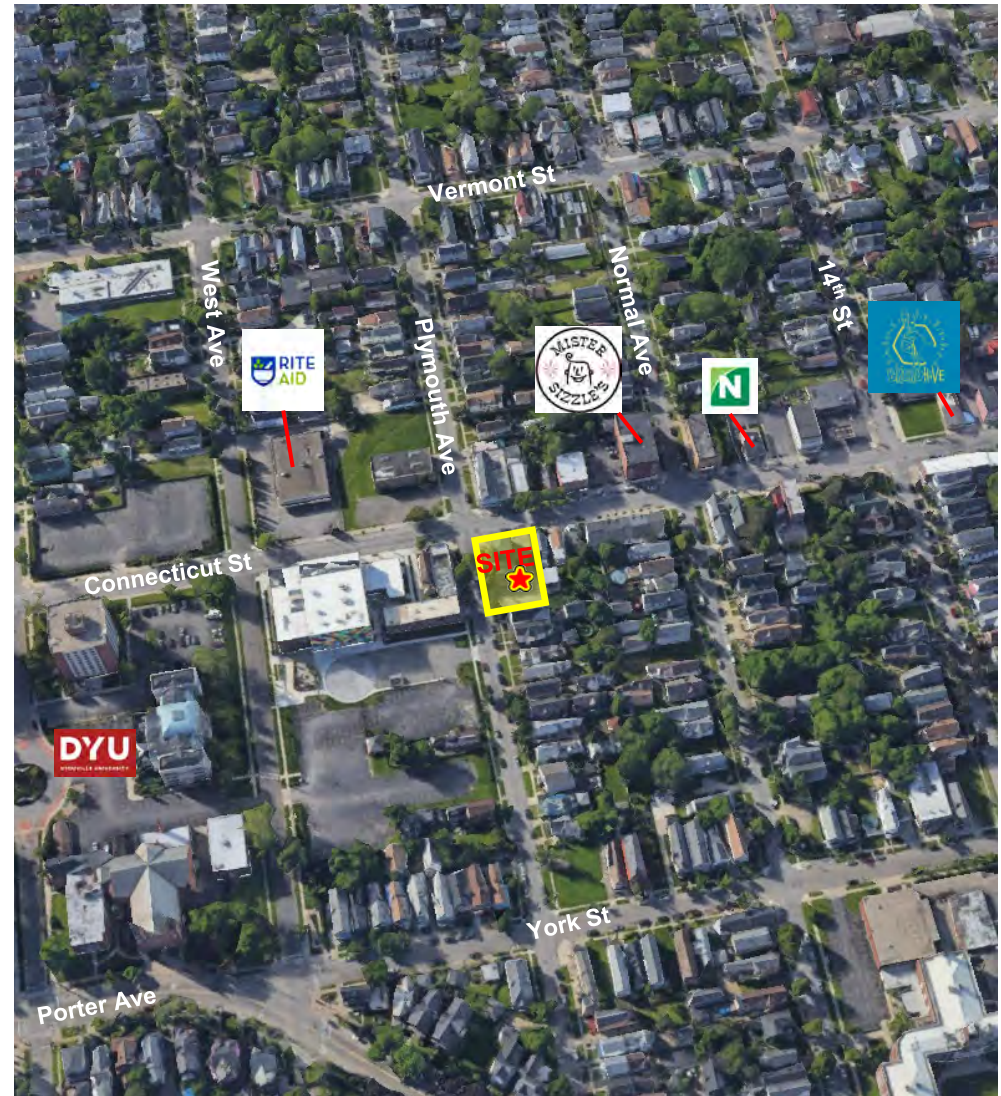 Vermont St
West Ave
Plymouth Ave
Normal Ave
14th St
RITE
AID
MISTER
SIZZLE'S
N
Connecticut St
SITE
DYU
York St
Porter Ave